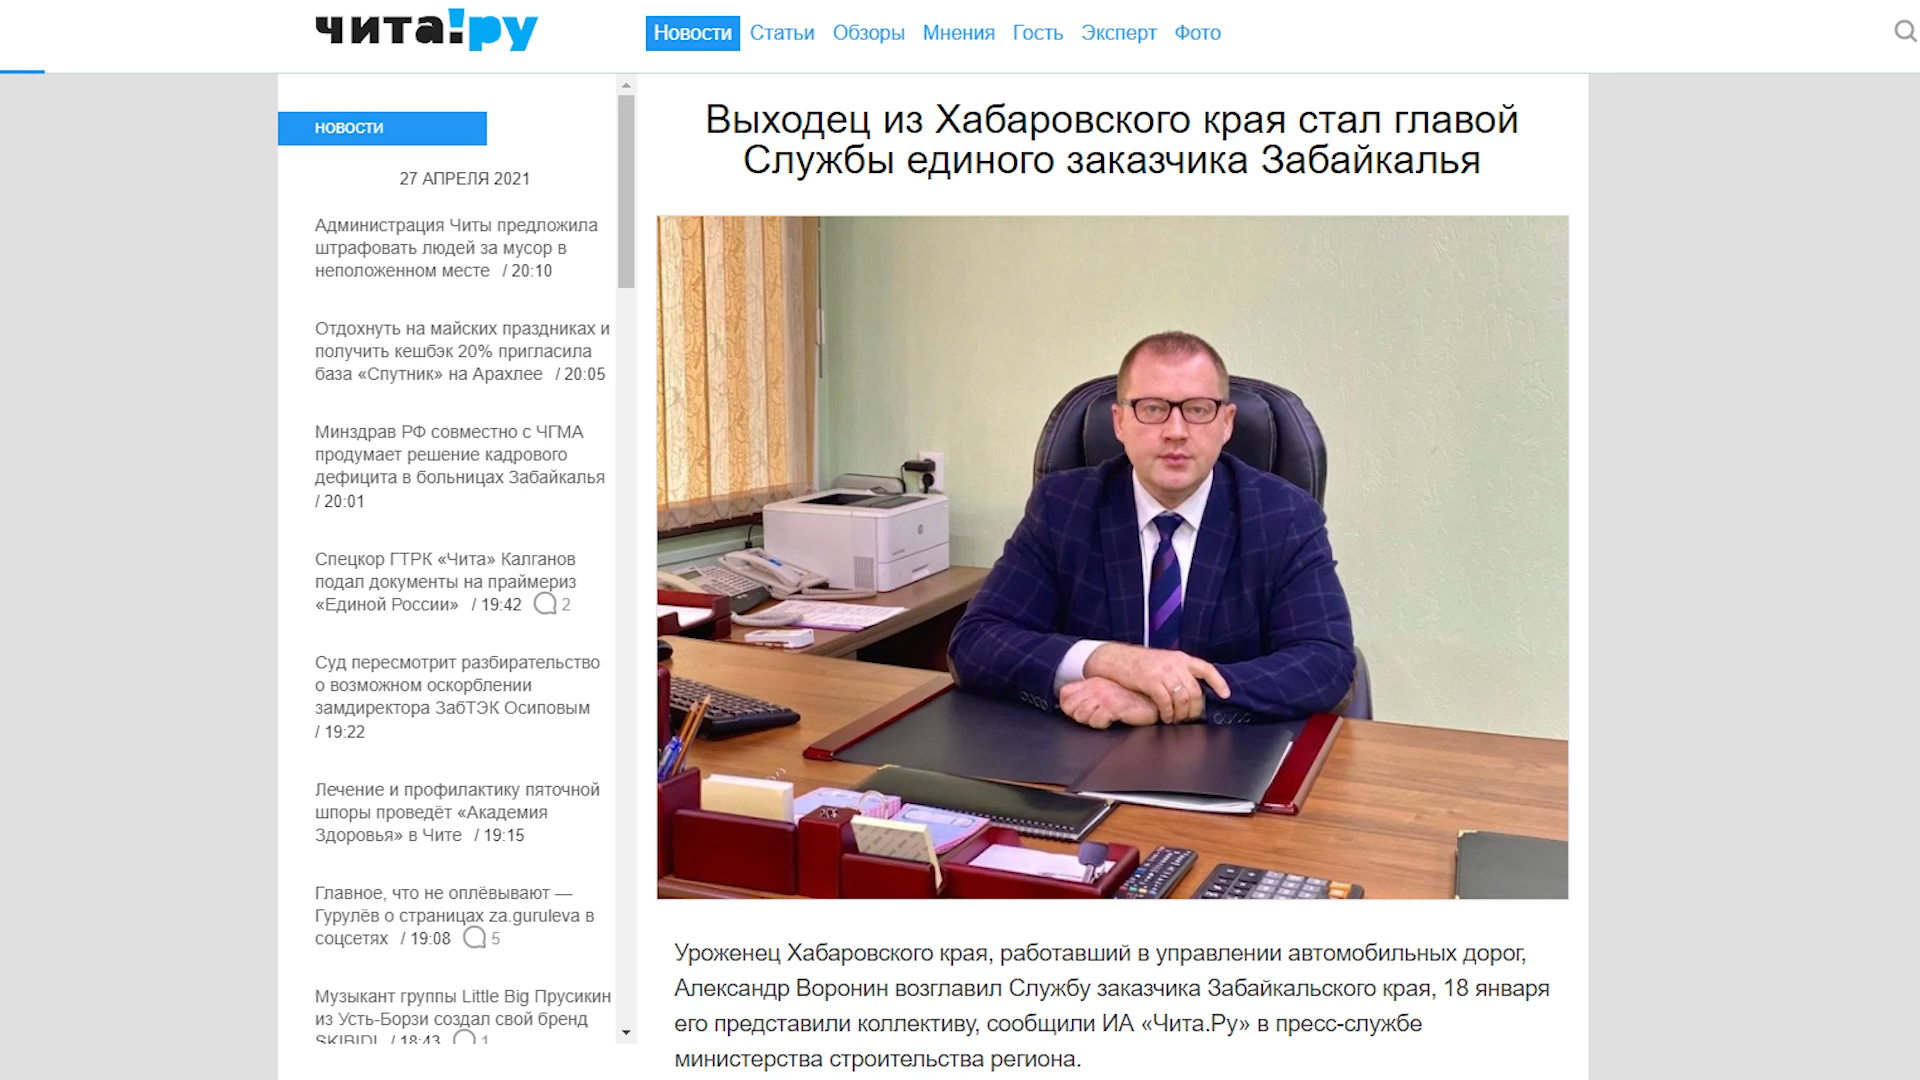 чита!ру
Новости Статьи Обзоры Мнения Гость Эксперт Фото
НОВОСТИ
27 АПРЕЛЯ 2021
Администрация Читы предложила
штрафовать людей за мусор в
неположенном месте / 20:10
Отдохнуть на майских праздниках и
получить кешбэк 20% пригласила
база «Спутник» на Арахлее / 20:05
Минздрав РФ совместно с ЧГМА
продумает решение кадрового
дефицита в больницах Забайкалья
/ 20:01
Спецкор ГТРК «Чита» Калганов
подал документы на праймериз
«Единой России» / 19:42 2
Суд пересмотрит разбирательство
о возможном оскорблении
замдиректора ЗабТЭК Осиповым
/ 19:22
Лечение и профилактику пяточной
шпоры проведёт «Академия
Здоровья» в Чите / 19:15
Главное, что не оплёвывают —
Гурулёв о страницах za.guruleva в
соцсетях / 19:08 5
Музыкант группы Little Big Прусикин
из Усть-Борзи создал свой бренд
SKIBIDI / 18:43 1
Выходец из Хабаровского края стал главой
Службы единого заказчика Забайкалья
Уроженец Хабаровского края, работавший в управлении автомобильных дорог,
Александр Воронин возглавил Службу заказчика Забайкальского края, 18 января
его представили коллективу, сообщили ИА «Чита.Ру» в пресс-службе
министерства строительства региона.